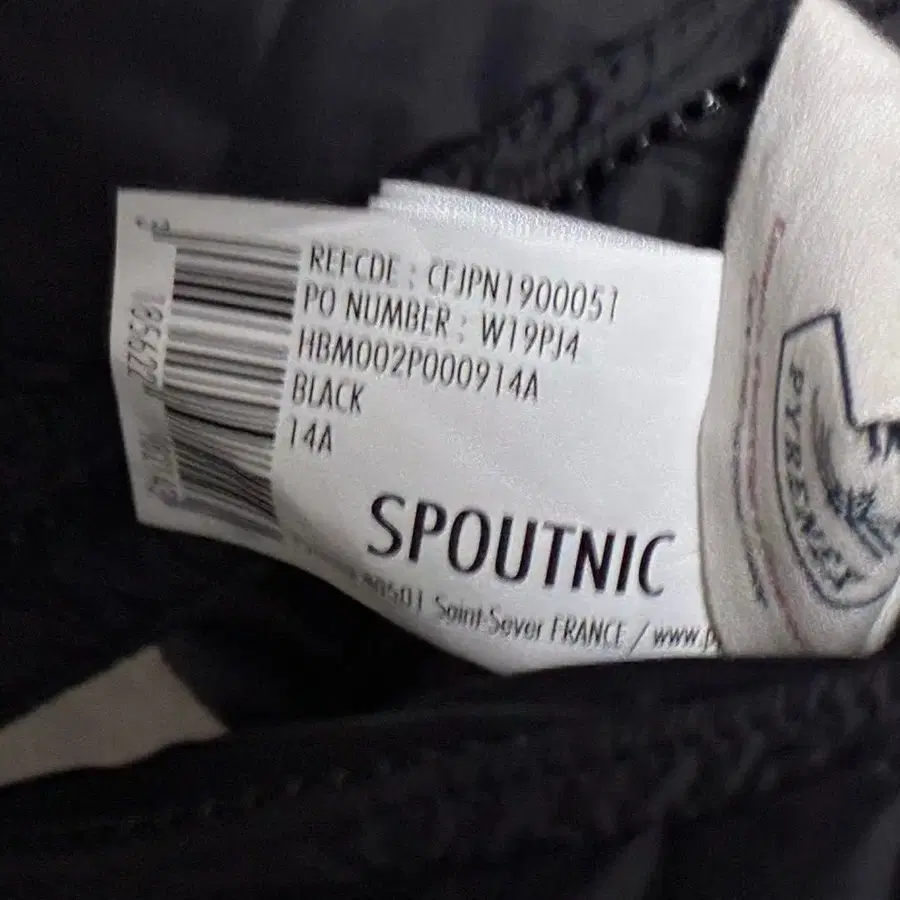 REFCDE : CFJPN1900051
PO NUMBER : W19PJ4
HBM002P000914A
BLACK
14A
SPOUTNIC
Saint-Sever FRANCE / www.p
PYRENEX